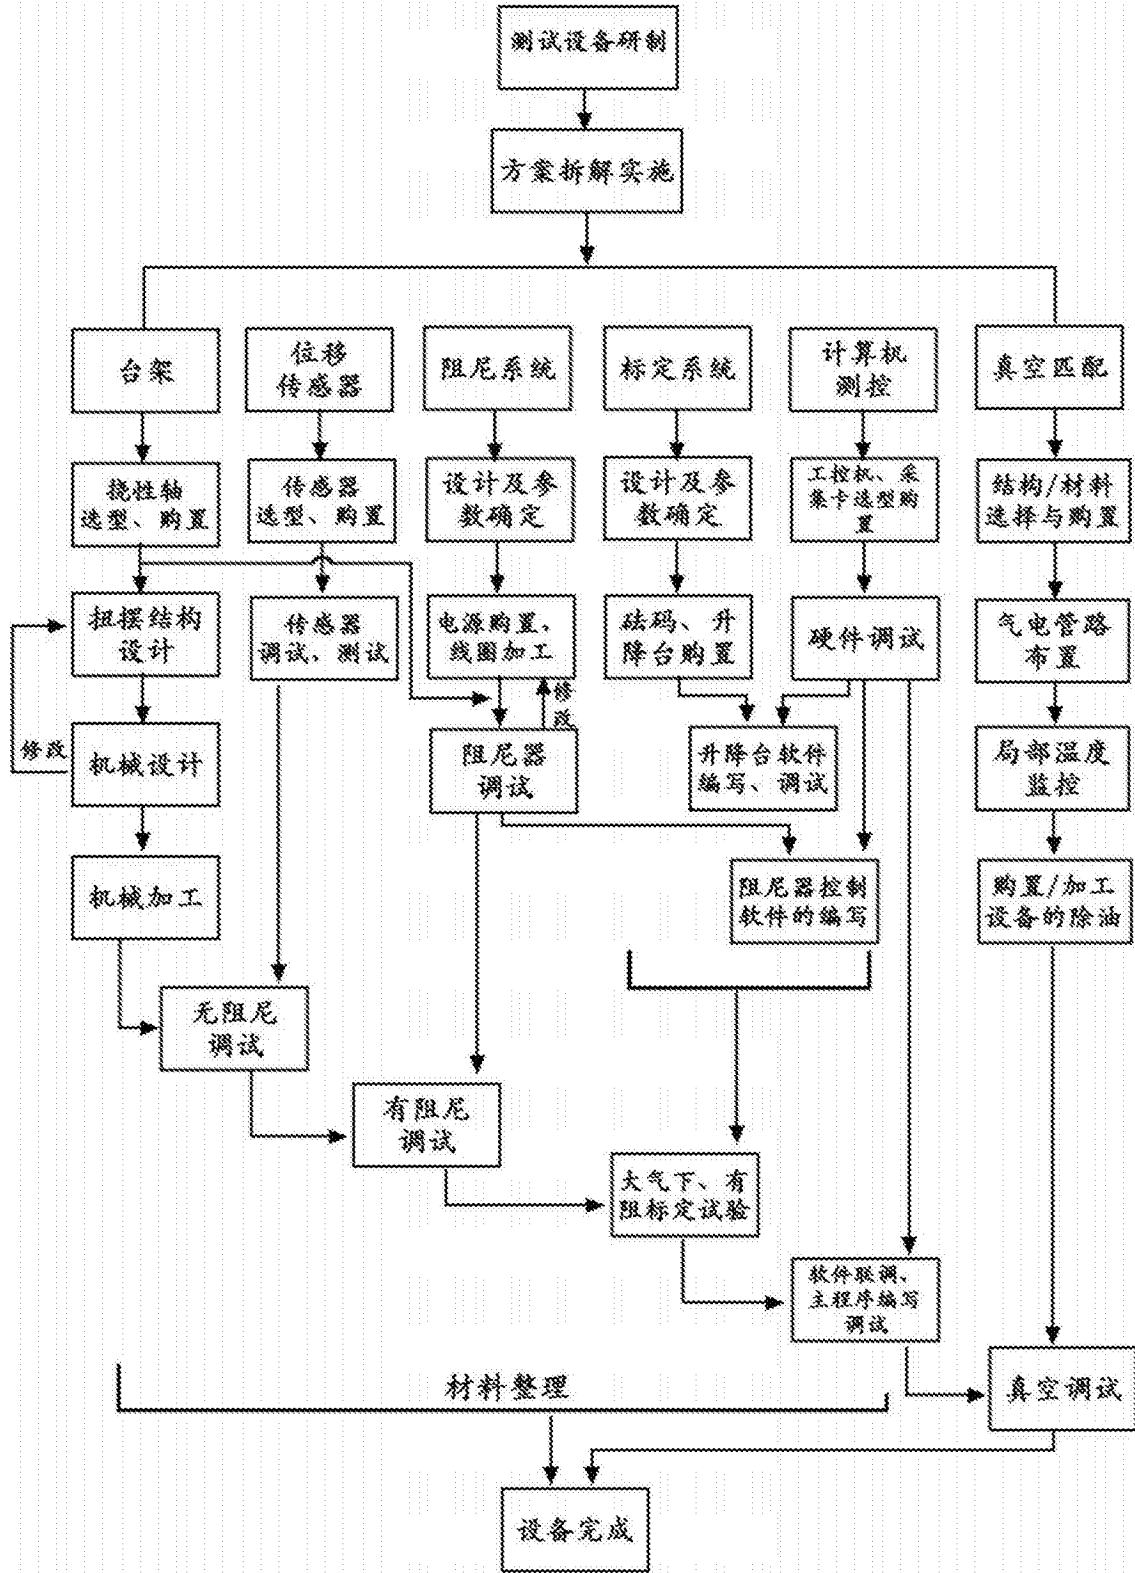 测试设备研制
方案拆解实施
台架
位移
传感器
阻尼系统
标定系统
计算机
测控
真空匹配
挠性轴
选型、购置
传感器
选型、购置
设计及参
数确定
设计及参
数确定
工控机、采
集卡选型购
置
结构/材料
选择与购置
扭摆结构
设计
传感器
调试、测试
电源购置、
线圈加工
砝码、升
降台购置
硬件调试
气电管路
布置
修改
修
改
机械设计
阻尼器
调试
升降台软件
编写、调试
局部温度
监控
机械加工
阻尼器控制
软件的编写
购置/加工
设备的除油
无阻尼
调试
有阻尼
调试
大气下、有
阻标定试验
软件联调、
主程序编写
调试
材料整理
真空调试
设备完成